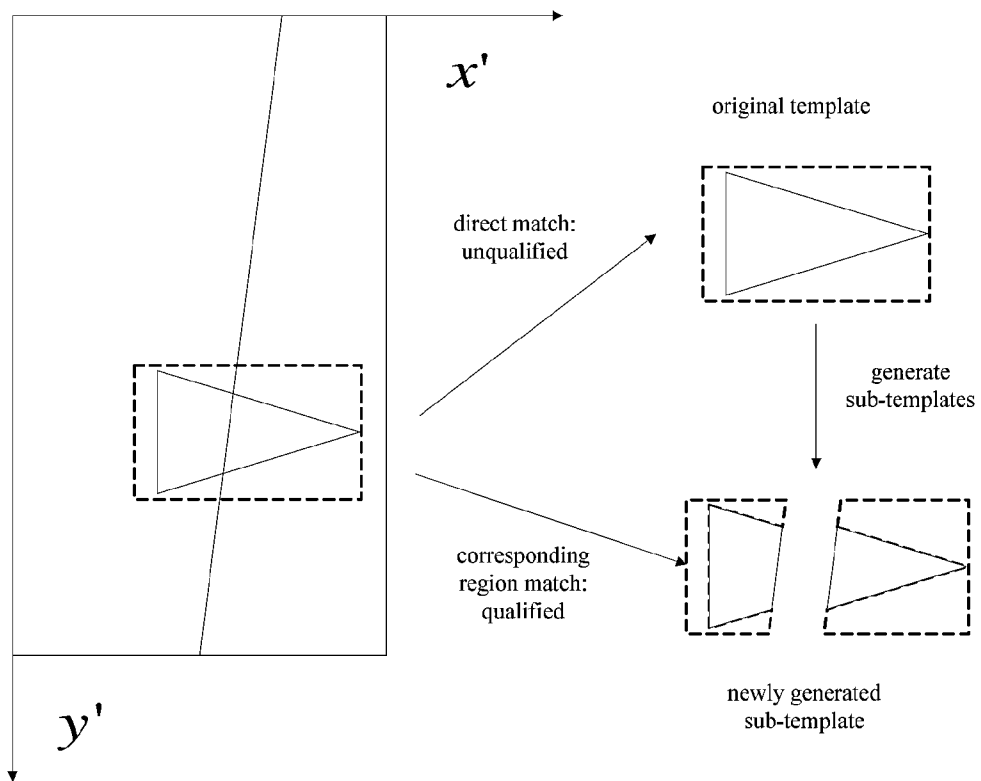 x'
original template
direct match:
unqualified
generate
sub-templates
corresponding
region match:
qualified
newly generated
sub-template
y'